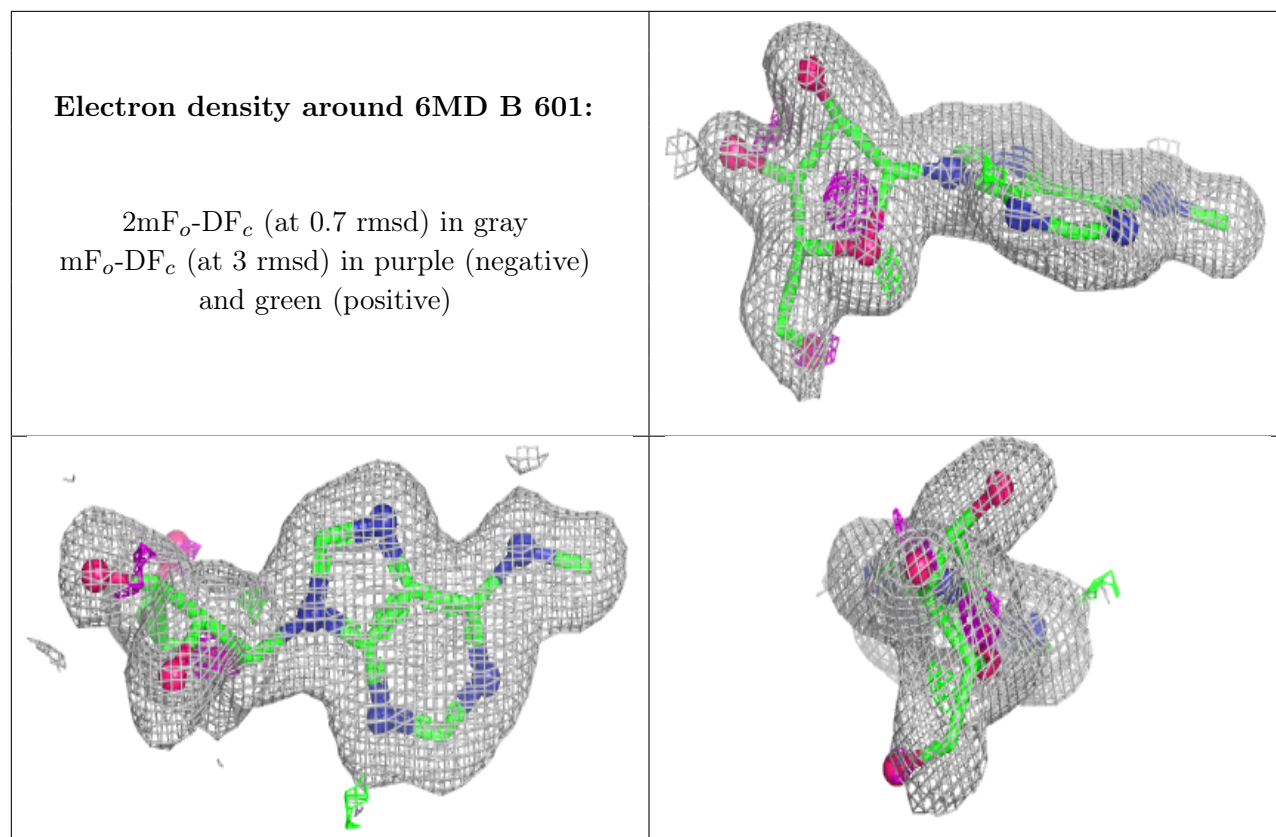 Electron density around 6MD B 601:
2mFo-DFc (at 0.7 rmsd) in gray
mFo-DFc (at 3 rmsd) in purple (negative)
and green (positive)